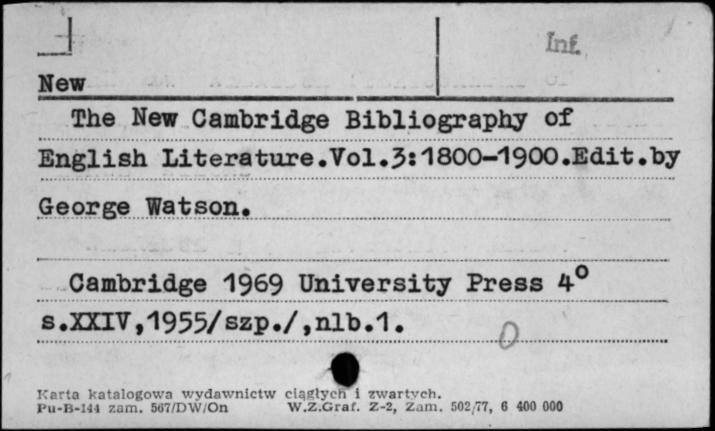 Inf.
New
The New Cambridge Bibliography of
English Literature.Vol.3:1800-1900.Edit.by
George Watson.
Cambridge 1969 University Press 4°
s.XXIV,1955/szp./,nlb.1.
0
Karta katalogowa wydawnictw ciągłych i zwartych.
Pu-B-144 zam. 567/DW/On W.Z.Graf. Z-2, Zam. 502/77, 6 400 000